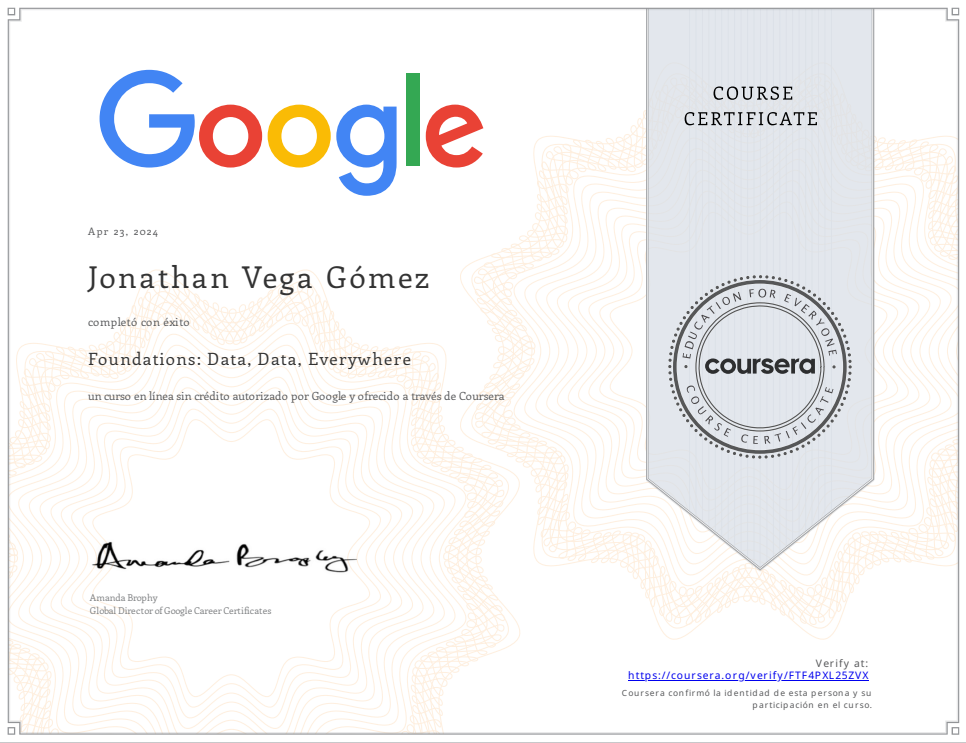 Google
COURSE
CERTIFICATE
Apr 23, 2024
Jonathan Vega Gómez
completó con éxito
Foundations: Data, Data, Everywhere
un curso en línea sin crédito autorizado por Google y ofrecido a través de Coursera
EDUCATION FOR EVERYONE
coursera
COURSE CERTIFICATE
Amanda Brophy
Amanda Brophy
Global Director of Google Career Certificates
Verify at:
https://coursera.org/verify/FTF4PXL25ZVX
Coursera confirmó la identidad de esta persona y su
participación en el curso.